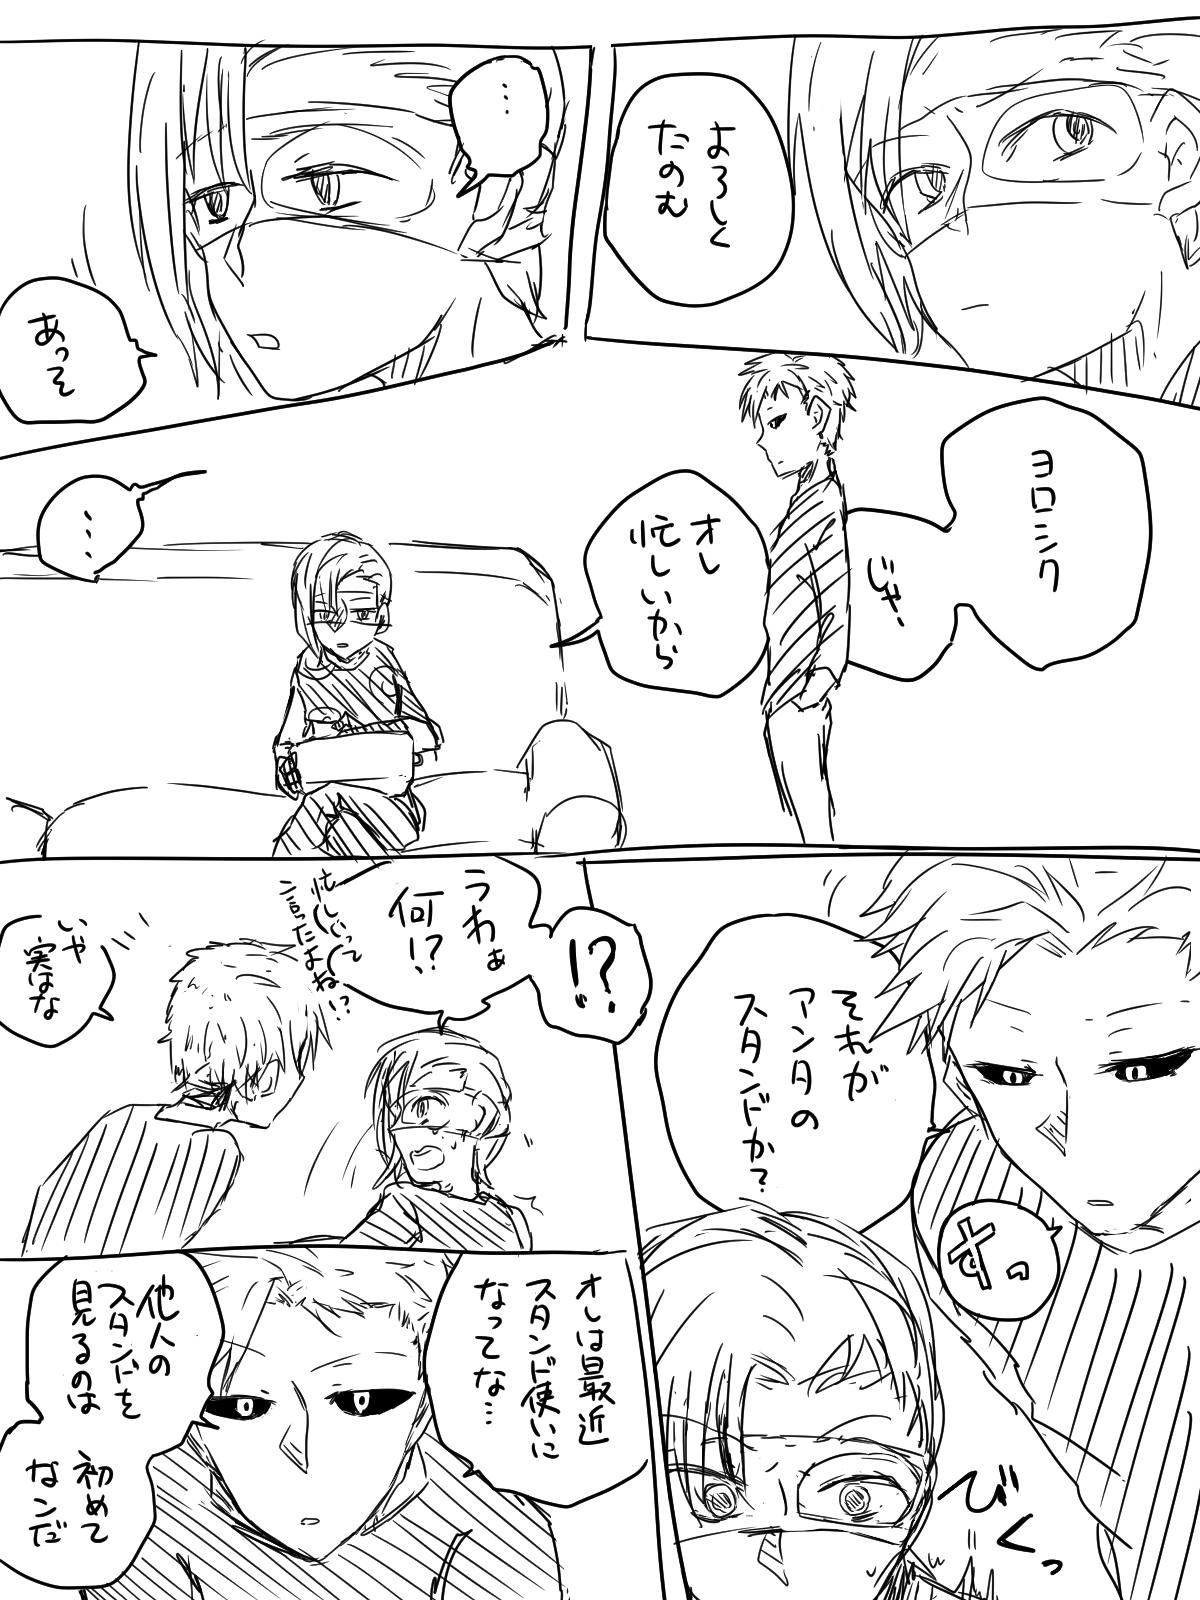 よろしく
たのむ
…
あっそ
ヨロシク
じゃ、
オレ
忙しいから
…
それが
アンタの
スタンドか？
すっ
びくっ
!?
うわぁ
何!?
忙しいって
言ったよね!?
いや
実はな
オレは最近
スタンド使いに
なってな…
他人の
スタンドを
見るのは
初めて
なンだ